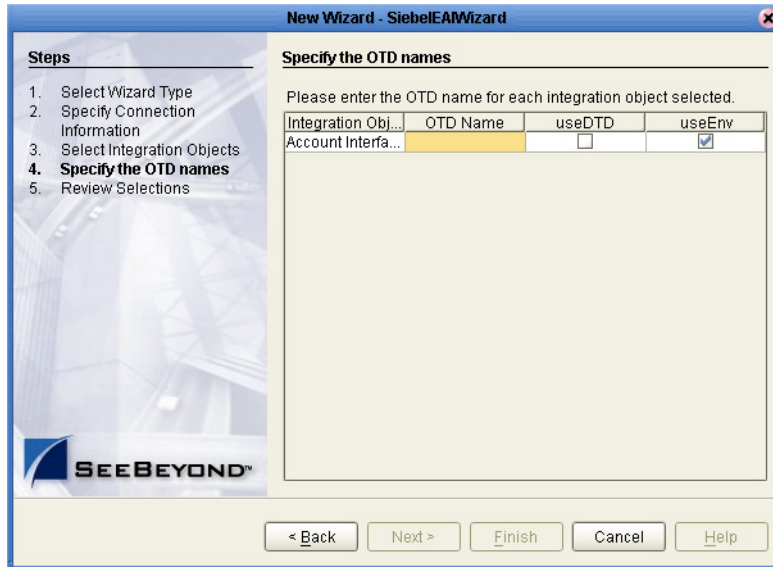 New Wizard - SiebelEAIWizard
Steps
1. Select Wizard Type
2. Specify Connection
Information
3. Select Integration Objects
4. Specify the OTD names
5. Review Selections
SEEBEYOND™
Specify the OTD names
Please enter the OTD name for each integration object selected.
Integration Obj... OTD Name useDTD useEnv
Account Interfa...
< Back Next > Finish Cancel Help